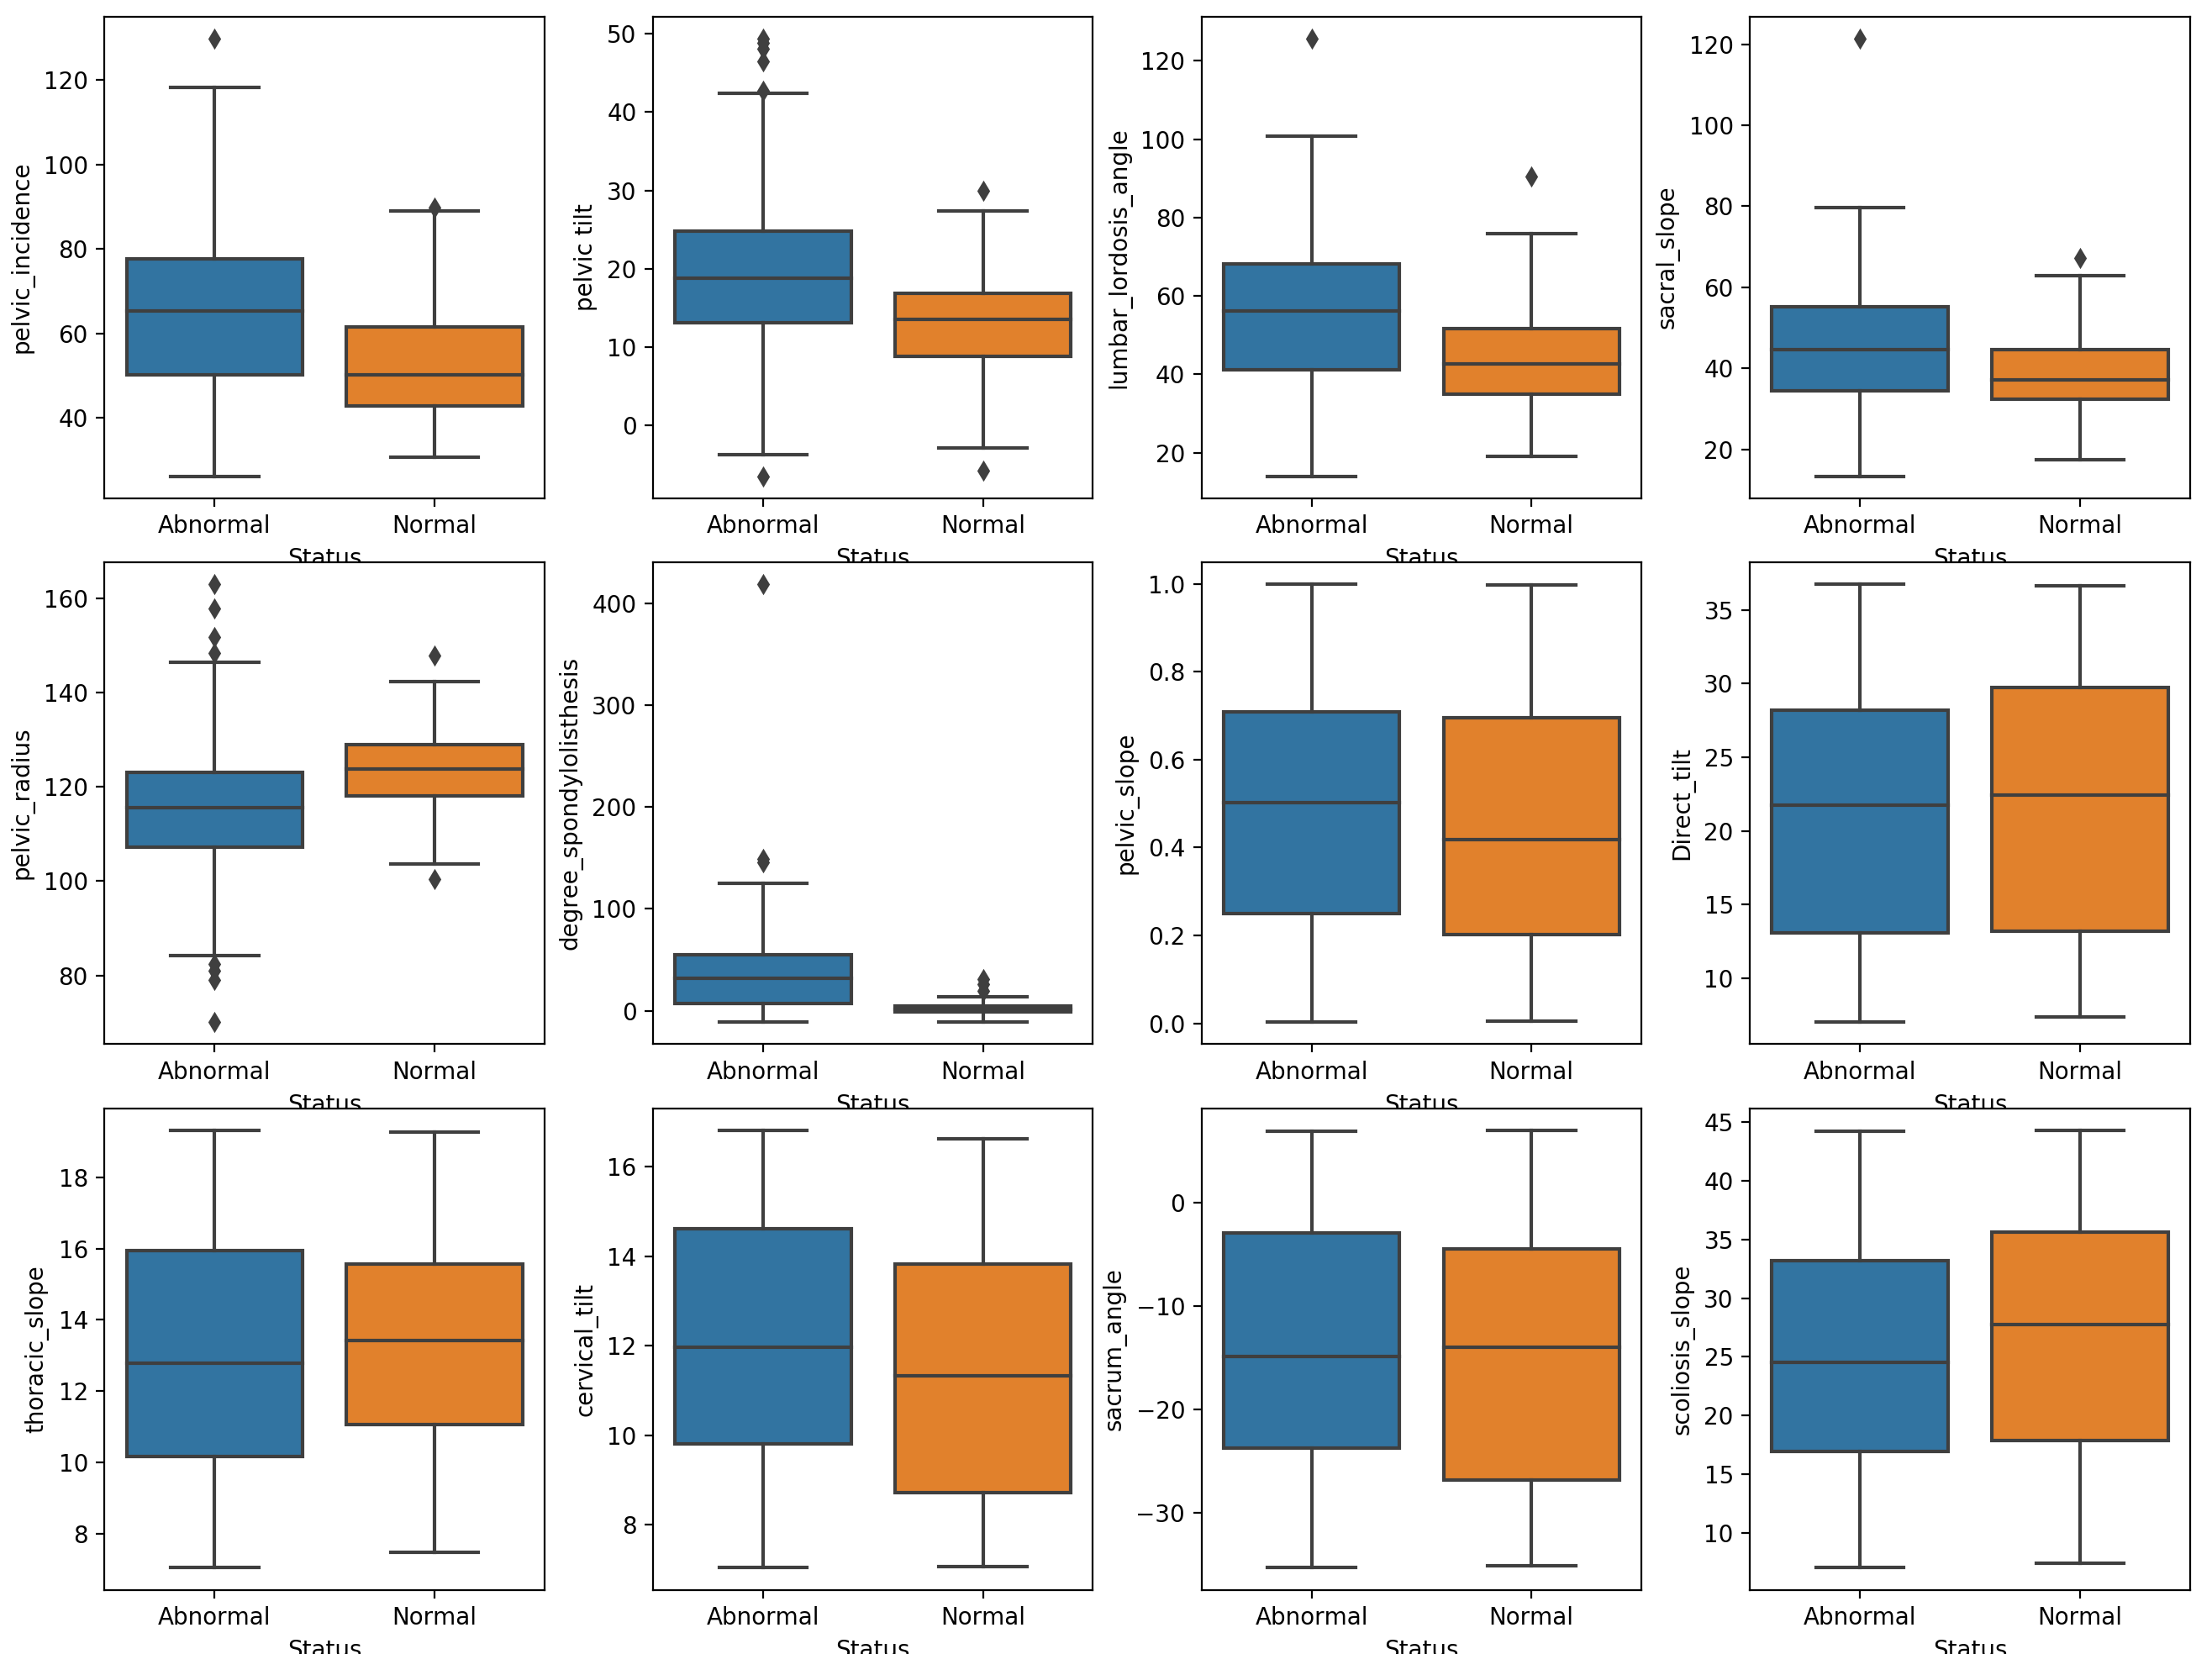 pelvic_incidence
120
100
80
60
40
Abnormal
Normal
Status
pelvic tilt
50
40
30
20
10
0
Abnormal
Normal
Status
lumbar_lordosis_angle
120
100
80
60
40
20
Abnormal
Normal
Status
sacral_slope
120
100
80
60
40
20
Abnormal
Normal
Status
pelvic_radius
160
140
120
100
80
Abnormal
Normal
Status
degree_spondylolisthesis
400
300
200
100
0
Abnormal
Normal
Status
pelvic_slope
1.0
0.8
0.6
0.4
0.2
0.0
Abnormal
Normal
Status
Direct_tilt
35
30
25
20
15
10
Abnormal
Normal
Status
thoracic_slope
18
16
14
12
10
8
Abnormal
Normal
Status
cervical_tilt
16
14
12
10
8
Abnormal
Normal
Status
sacrum_angle
0
−10
−20
−30
Abnormal
Normal
Status
scoliosis_slope
45
40
35
30
25
20
15
10
Abnormal
Normal
Status